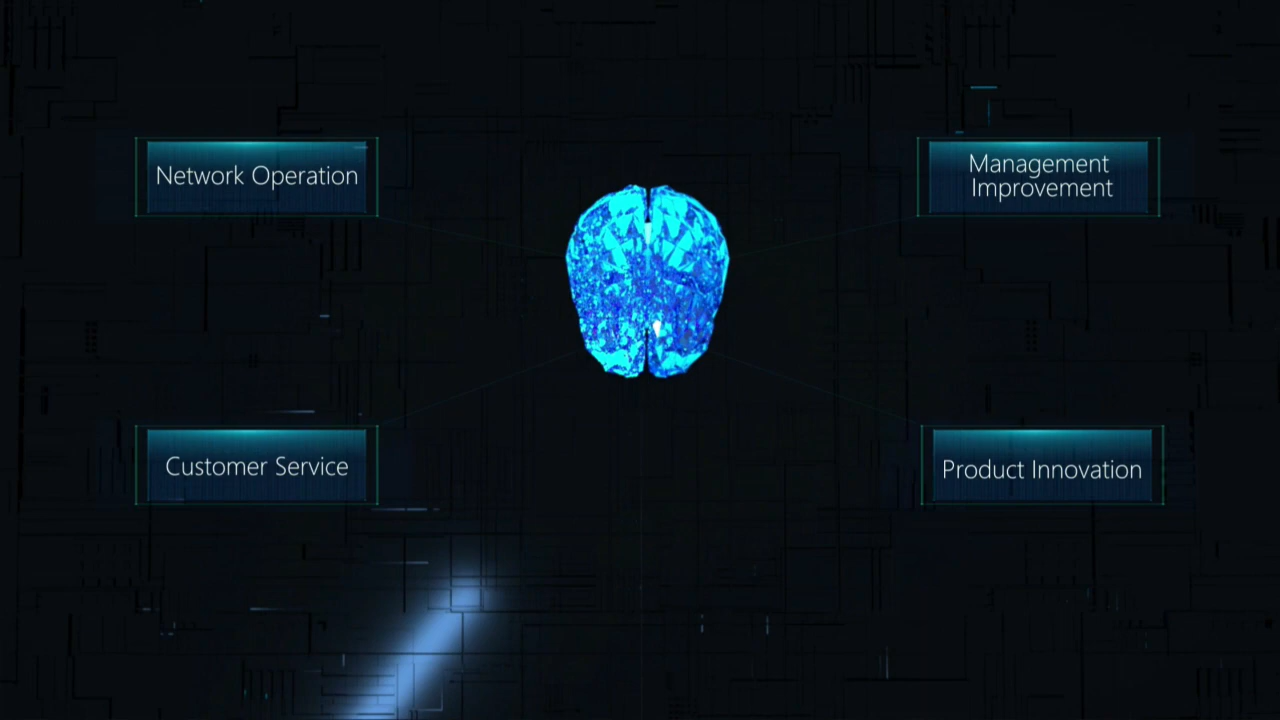 Network Operation
Management
Improvement
Customer Service
Product Innovation